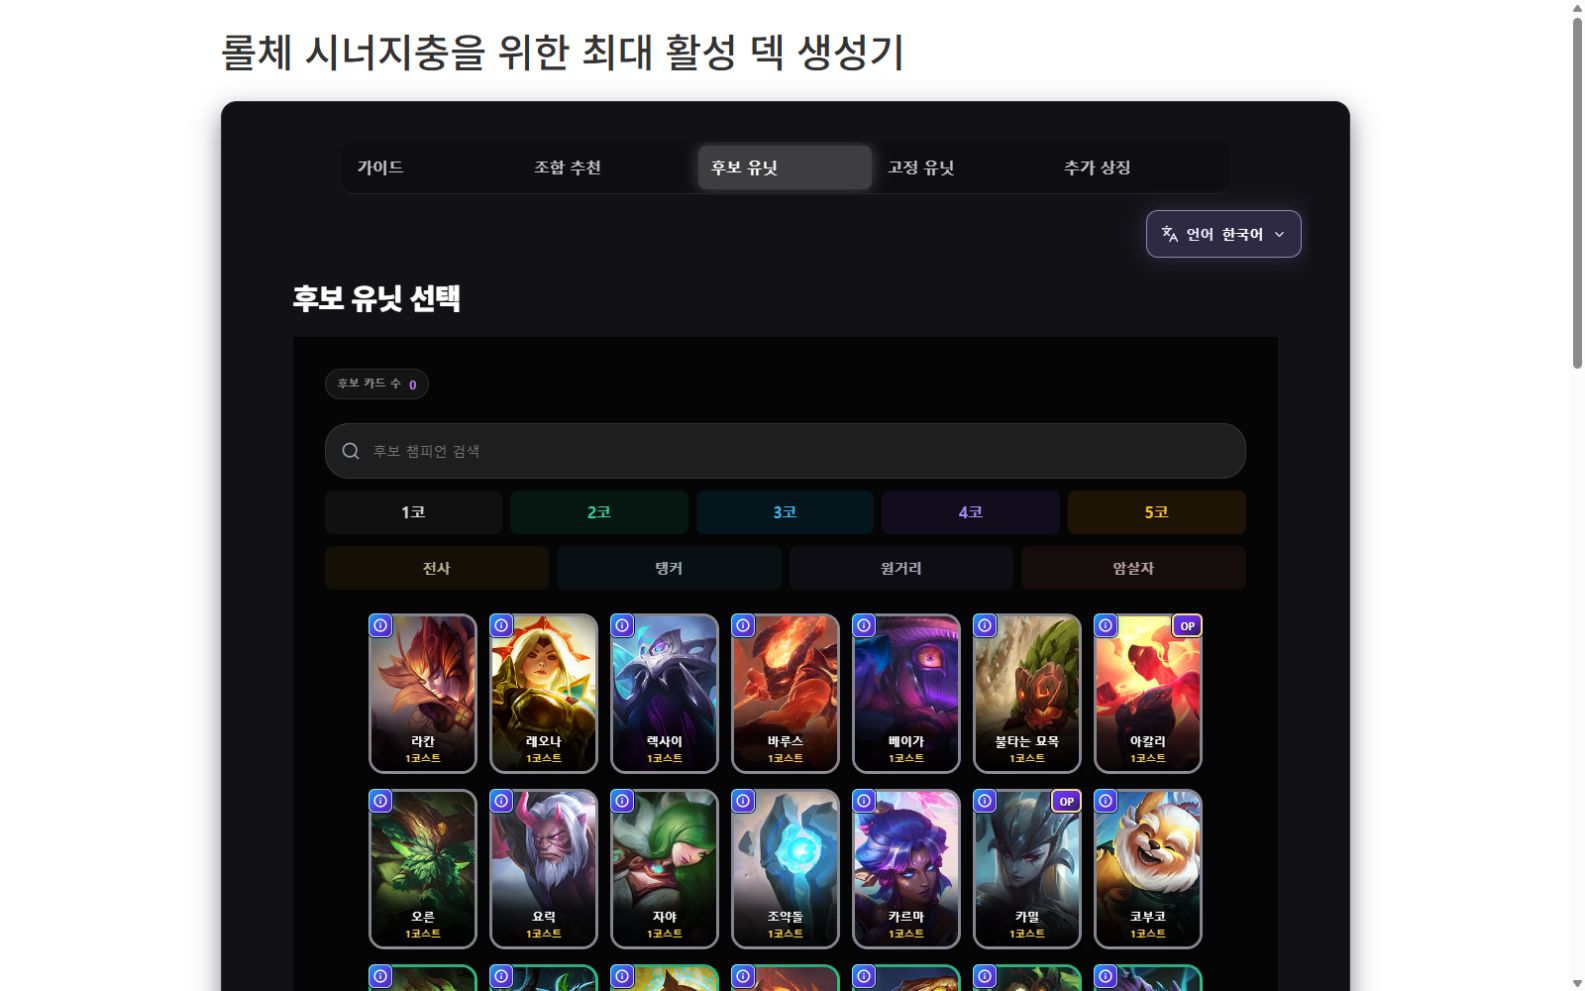 롤체 시너지충을 위한 최대 활성 덱 생성기
가이드 조합 추천 후보 유닛 고정 유닛 추가 상징
언어 한국어
후보 유닛 선택
후보 카드 수 0
후보 챔피언 검색
1코 2코 3코 4코 5코
전사 탱커 원거리 암살자
OP
라칸 레오나 렉사이 바루스 베이가 불타는 묘목 아칼리
1코스트 1코스트 1코스트 1코스트 1코스트 1코스트 1코스트
OP
오른 요릭 자야 조약돌 카르마 카밀 코부코
1코스트 1코스트 1코스트 1코스트 1코스트 1코스트 1코스트